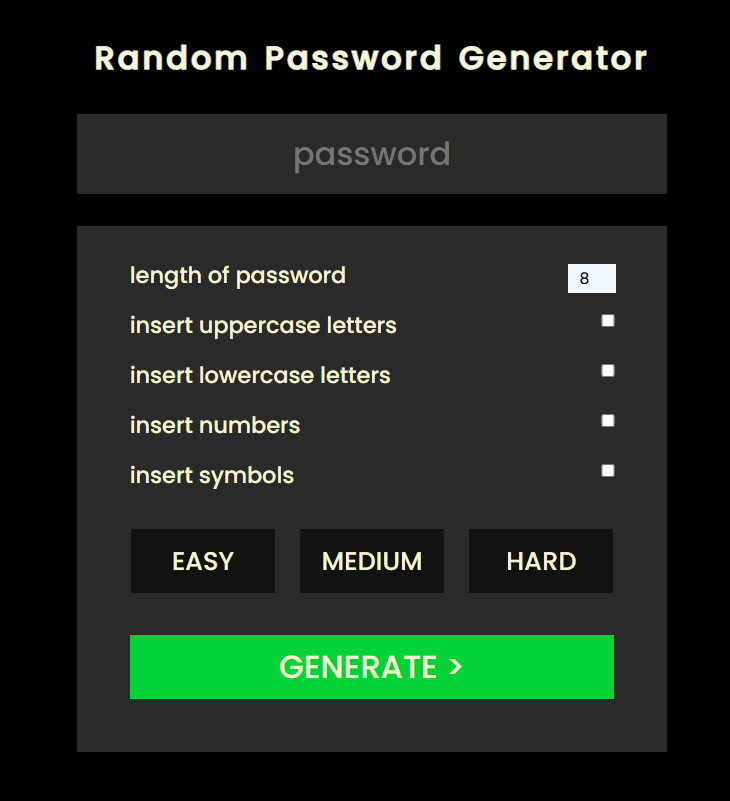 Random Password Generator
password
length of password 8
insert uppercase letters
insert lowercase letters
insert numbers
insert symbols
EASY MEDIUM HARD
GENERATE >